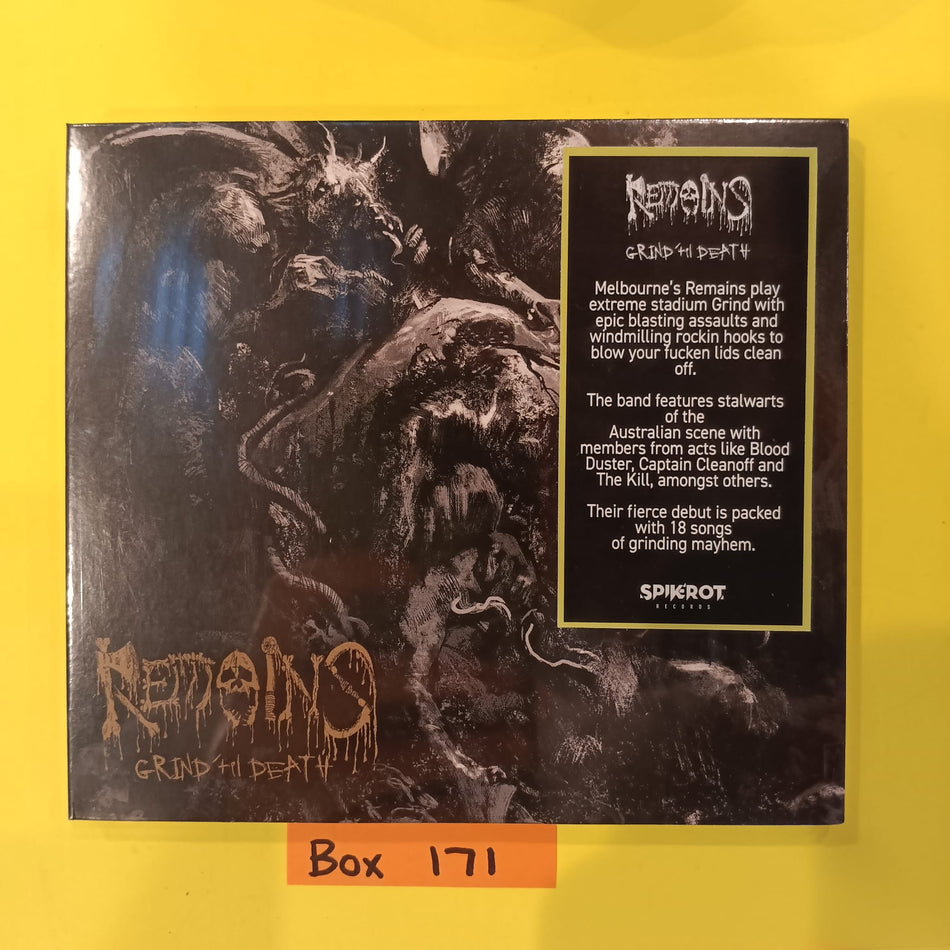 REMAINS
GRIND 'til DEATH
Melbourne's Remains play
extreme stadium Grind with
epic blasting assaults and
windmilling rockin hooks to
blow your fucken lids clean
off.
The band features stalwarts
of the
Australian scene with
members from acts like Blood
Duster, Captain Cleanoff and
The Kill, amongst others.
Their fierce debut is packed
with 18 songs
of grinding mayhem.
SPIKEROT
RECORDS
REMAINS
GRIND 'til DEATH
Box 171